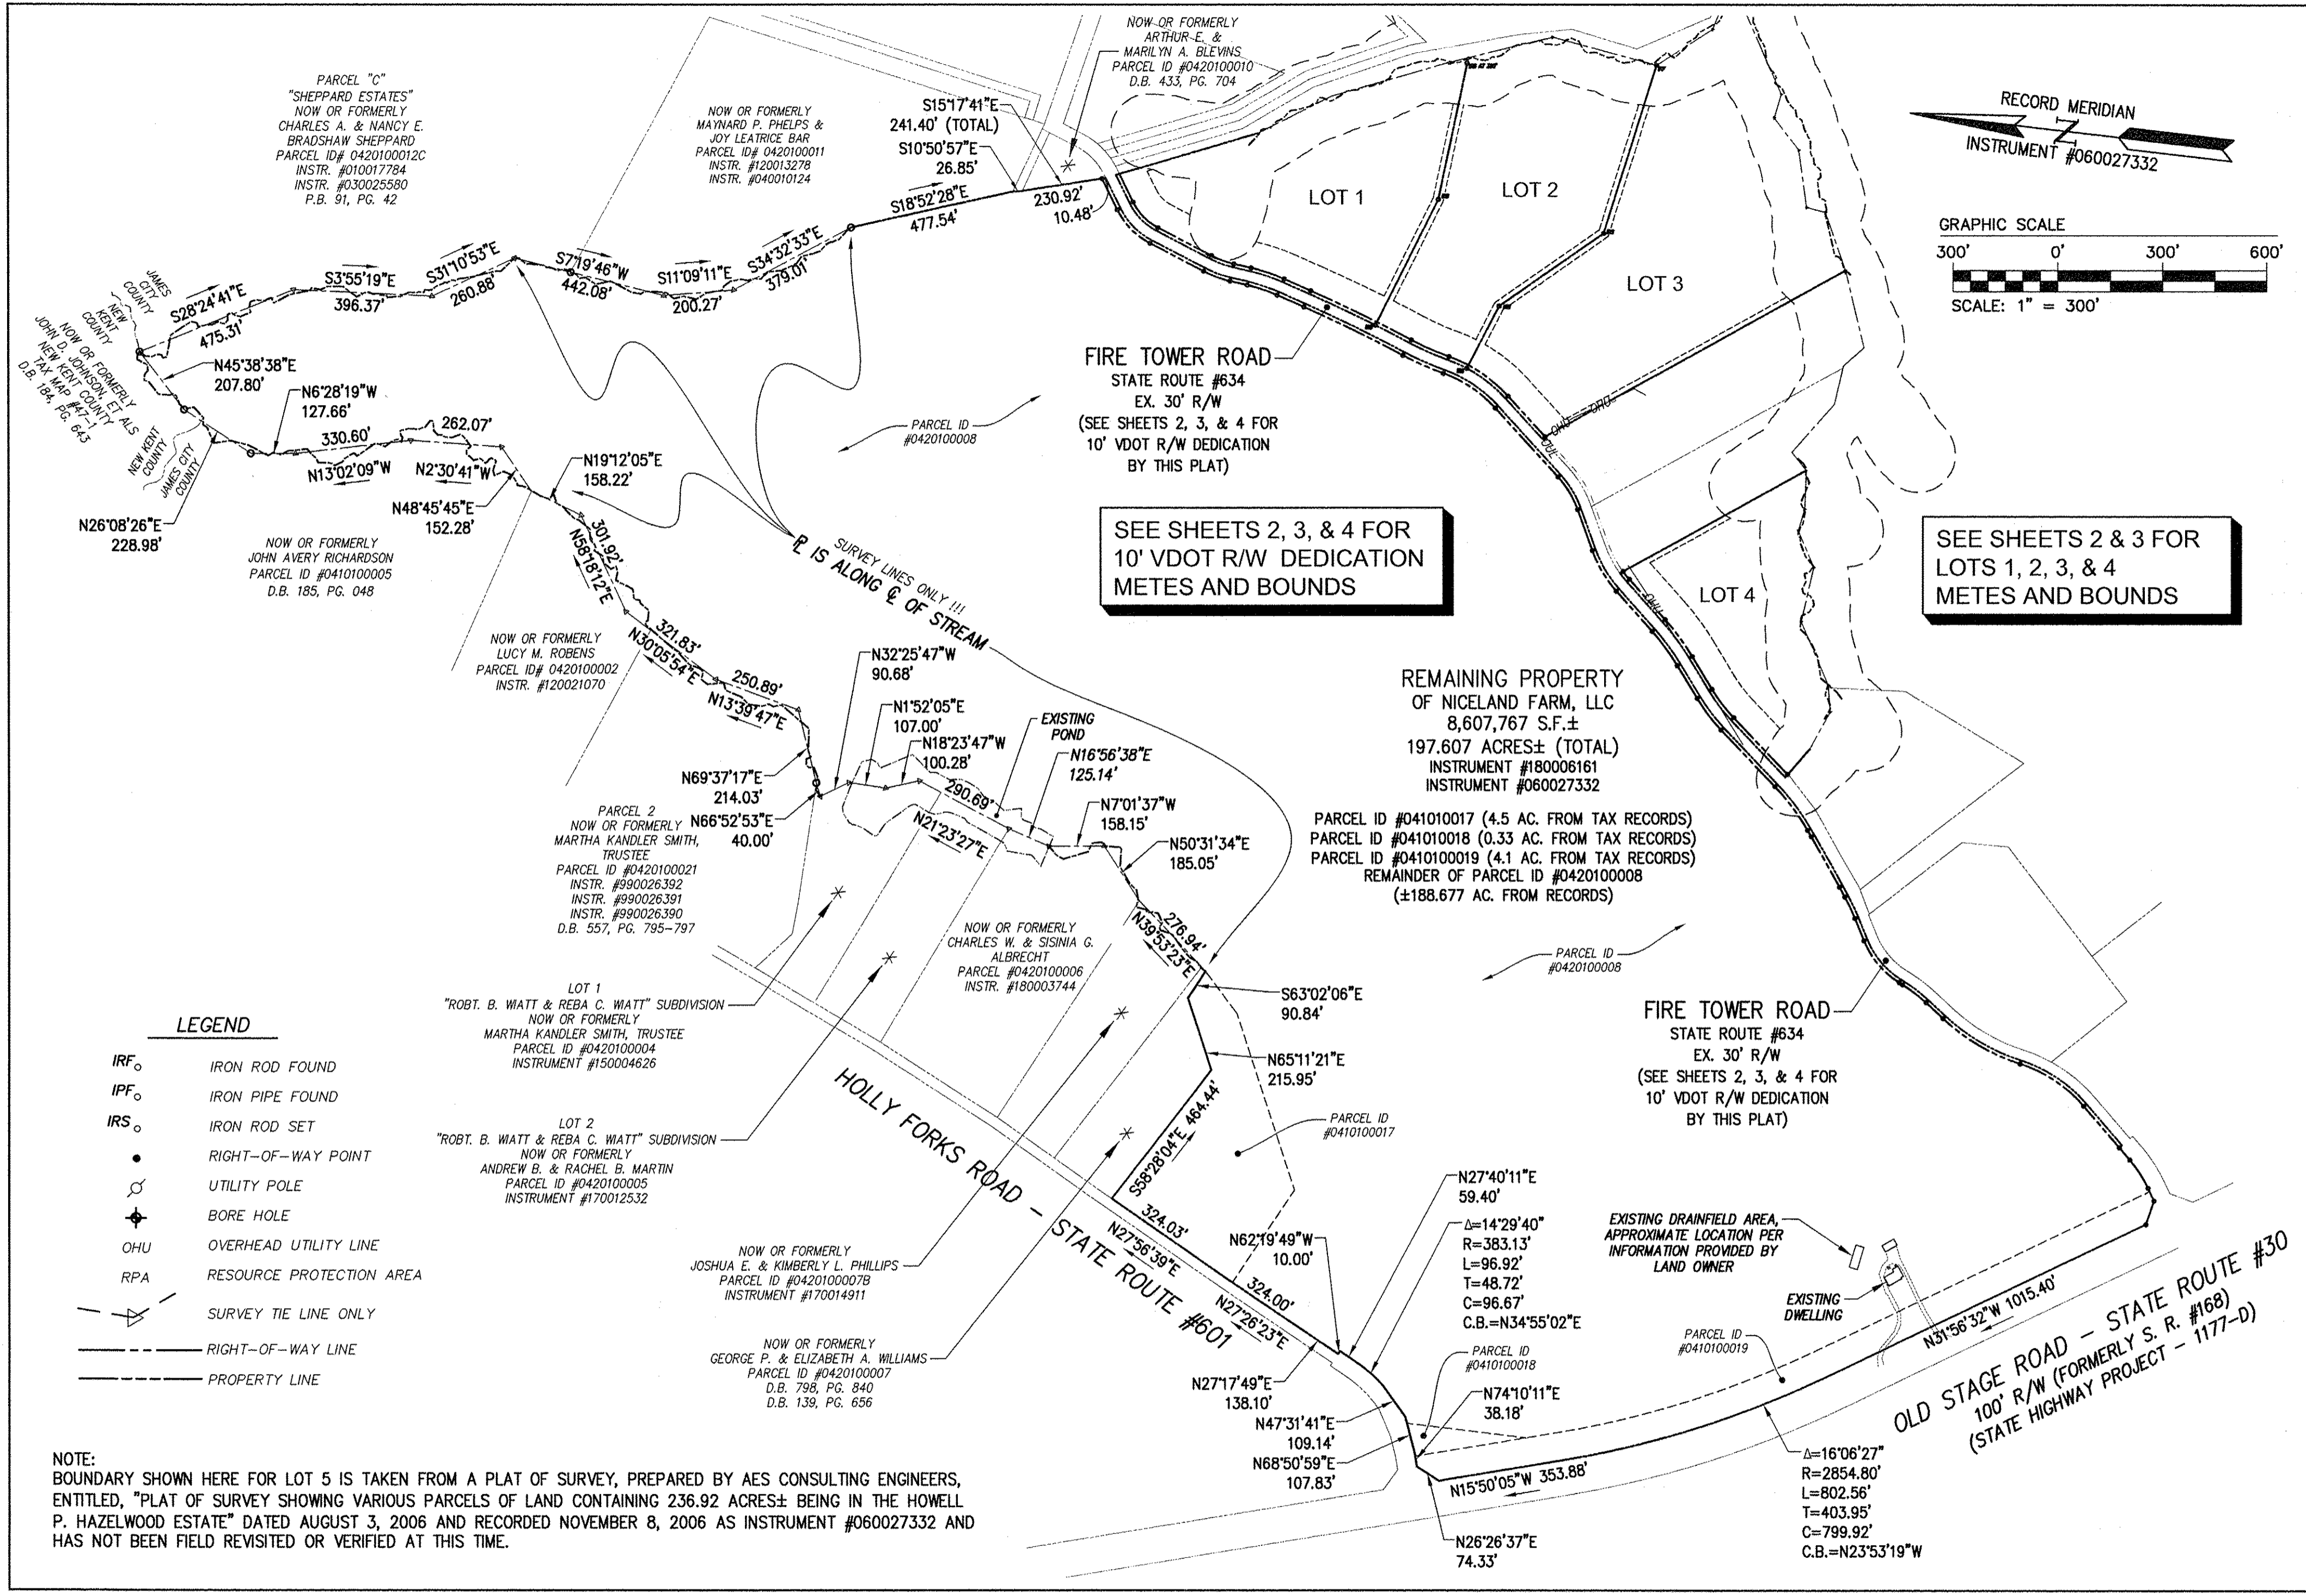 PARCEL "C"
"SHEPPARD ESTATES"
NOW OR FORMERLY
CHARLES A. & NANCY E.
BRADSHAW SHEPPARD
PARCEL ID# 0420100012C
INSTR. #010017784
INSTR. #030025580
P.B. 91, PG. 42
NOW OR FORMERLY
MAYNARD P. PHELPS &
JOY LEATRICE BAR
PARCEL ID# 0420100011
INSTR. #120013278
INSTR. #040010124
NOW OR FORMERLY
ARTHUR E. &
MARILYN A. BLEVINS
PARCEL ID #0420100010
D.B. 433, PG. 704
S15°17'41"E
241.40' (TOTAL)
S10°50'57"E
26.85'
S18°52'28"E
477.54'
230.92'
10.48'
LOT 1
LOT 2
LOT 3
LOT 4
RECORD MERIDIAN
INSTRUMENT #060027332
GRAPHIC SCALE
300' 0' 300' 600'
SCALE: 1" = 300'
JAMES
CITY
COUNTY
NEW
KENT
COUNTY
NOW OR FORMERLY
JOHN D. JOHNSON, ET ALS
NEW KENT COUNTY
TAX MAP #47-1
D.B. 184, PG. 643
NEW KENT
COUNTY
JAMES CITY
COUNTY
S28°24'41"E
475.31'
S3°55'19"E
396.37'
S31°10'53"E
260.88'
S7°19'46"W
442.08'
S11°09'11"E
200.27'
S34°32'33"E
379.01'
N45°38'38"E
207.80'
N6°28'19"W
127.66'
330.60'
N13°02'09"W
262.07'
N2°30'41"W
N48°45'45"E
152.28'
N19°12'05"E
158.22'
N26°08'26"E
228.98'
NOW OR FORMERLY
JOHN AVERY RICHARDSON
PARCEL ID #0410100005
D.B. 185, PG. 048
301.92'
N58°18'12"E
NOW OR FORMERLY
LUCY M. ROBENS
PARCEL ID# 0420100002
INSTR. #120021070
321.83'
N30°05'54"E
250.89'
N13°39'47"E
SURVEY LINES ONLY !!!
℄ IS ALONG ℄ OF STREAM
PARCEL ID
#0420100008
FIRE TOWER ROAD
STATE ROUTE #634
EX. 30' R/W
(SEE SHEETS 2, 3, & 4 FOR
10' VDOT R/W DEDICATION
BY THIS PLAT)
SEE SHEETS 2, 3, & 4 FOR
10' VDOT R/W DEDICATION
METES AND BOUNDS
SEE SHEETS 2 & 3 FOR
LOTS 1, 2, 3, & 4
METES AND BOUNDS
OHU
OHU
OHU
OHU
N32°25'47"W
90.68'
N1°52'05"E
107.00'
N18°23'47"W
100.28'
EXISTING
POND
N16°56'38"E
125.14'
N7°01'37"W
158.15'
N50°31'34"E
185.05'
290.69'
N21°23'27"E
N69°37'17"E
214.03'
N66°52'53"E
40.00'
276.94'
N39°53'23"E
REMAINING PROPERTY
OF NICELAND FARM, LLC
8,607,767 S.F.±
197.607 ACRES± (TOTAL)
INSTRUMENT #180006161
INSTRUMENT #060027332
PARCEL ID #041010017 (4.5 AC. FROM TAX RECORDS)
PARCEL ID #041010018 (0.33 AC. FROM TAX RECORDS)
PARCEL ID #0410100019 (4.1 AC. FROM TAX RECORDS)
REMAINDER OF PARCEL ID #0420100008
(±188.677 AC. FROM RECORDS)
PARCEL ID
#0420100008
PARCEL 2
NOW OR FORMERLY
MARTHA KANDLER SMITH,
TRUSTEE
PARCEL ID #0420100021
INSTR. #990026392
INSTR. #990026391
INSTR. #990026390
D.B. 557, PG. 795-797
NOW OR FORMERLY
CHARLES W. & SISINIA G.
ALBRECHT
PARCEL #0420100006
INSTR. #180003744
LOT 1
"ROBT. B. WIATT & REBA C. WIATT" SUBDIVISION
NOW OR FORMERLY
MARTHA KANDLER SMITH, TRUSTEE
PARCEL ID #0420100004
INSTRUMENT #150004626
LOT 2
"ROBT. B. WIATT & REBA C. WIATT" SUBDIVISION
NOW OR FORMERLY
ANDREW B. & RACHEL B. MARTIN
PARCEL ID #0420100005
INSTRUMENT #170012532
NOW OR FORMERLY
JOSHUA E. & KIMBERLY L. PHILLIPS
PARCEL ID #0420100007B
INSTRUMENT #170014911
NOW OR FORMERLY
GEORGE P. & ELIZABETH A. WILLIAMS
PARCEL ID #0420100007
D.B. 798, PG. 840
D.B. 139, PG. 656
S63°02'06"E
90.84'
N65°11'21"E
215.95'
S58°28'04"E 464.44'
PARCEL ID
#0410100017
HOLLY FORKS ROAD - STATE ROUTE #601
324.03'
N27°56'39"E
N62°19'49"W
10.00'
324.00'
N27°26'23"E
N27°40'11"E
59.40'
Δ=14°29'40"
R=383.13'
L=96.92'
T=48.72'
C=96.67'
C.B.=N34°55'02"E
PARCEL ID
#0410100018
N27°17'49"E
138.10'
N47°31'41"E
109.14'
N68°50'59"E
107.83'
N74°10'11"E
38.18'
N26°26'37"E
74.33'
N15°50'05"W 353.88'
FIRE TOWER ROAD
STATE ROUTE #634
EX. 30' R/W
(SEE SHEETS 2, 3, & 4 FOR
10' VDOT R/W DEDICATION
BY THIS PLAT)
EXISTING DRAINFIELD AREA,
APPROXIMATE LOCATION PER
INFORMATION PROVIDED BY
LAND OWNER
EXISTING
DWELLING
PARCEL ID
#0410100019
N31°56'32"W 1015.40'
OLD STAGE ROAD - STATE ROUTE #30
100' R/W (FORMERLY S. R. #168)
(STATE HIGHWAY PROJECT - 1177-D)
Δ=16°06'27"
R=2854.80'
L=802.56'
T=403.95'
C=799.92'
C.B.=N23°53'19"W
LEGEND
IRF IRON ROD FOUND
IPF IRON PIPE FOUND
IRS IRON ROD SET
RIGHT-OF-WAY POINT
UTILITY POLE
BORE HOLE
OHU OVERHEAD UTILITY LINE
RPA RESOURCE PROTECTION AREA
SURVEY TIE LINE ONLY
RIGHT-OF-WAY LINE
PROPERTY LINE
NOTE:
BOUNDARY SHOWN HERE FOR LOT 5 IS TAKEN FROM A PLAT OF SURVEY, PREPARED BY AES CONSULTING ENGINEERS,
ENTITLED, "PLAT OF SURVEY SHOWING VARIOUS PARCELS OF LAND CONTAINING 236.92 ACRES± BEING IN THE HOWELL
P. HAZELWOOD ESTATE" DATED AUGUST 3, 2006 AND RECORDED NOVEMBER 8, 2006 AS INSTRUMENT #060027332 AND
HAS NOT BEEN FIELD REVISITED OR VERIFIED AT THIS TIME.